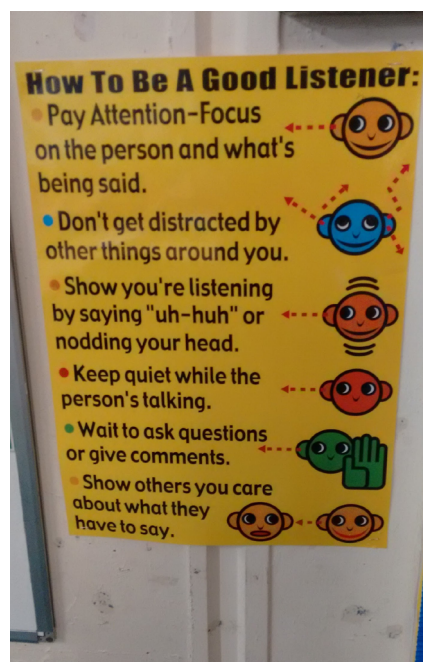 How To Be A Good Listener:
• Pay Attention-Focus
on the person and what's
being said.
• Don't get distracted by
other things around you.
• Show you're listening
by saying "uh-huh" or
nodding your head.
• Keep quiet while the
person's talking.
• Wait to ask questions
or give comments.
• Show others you care
about what they
have to say.